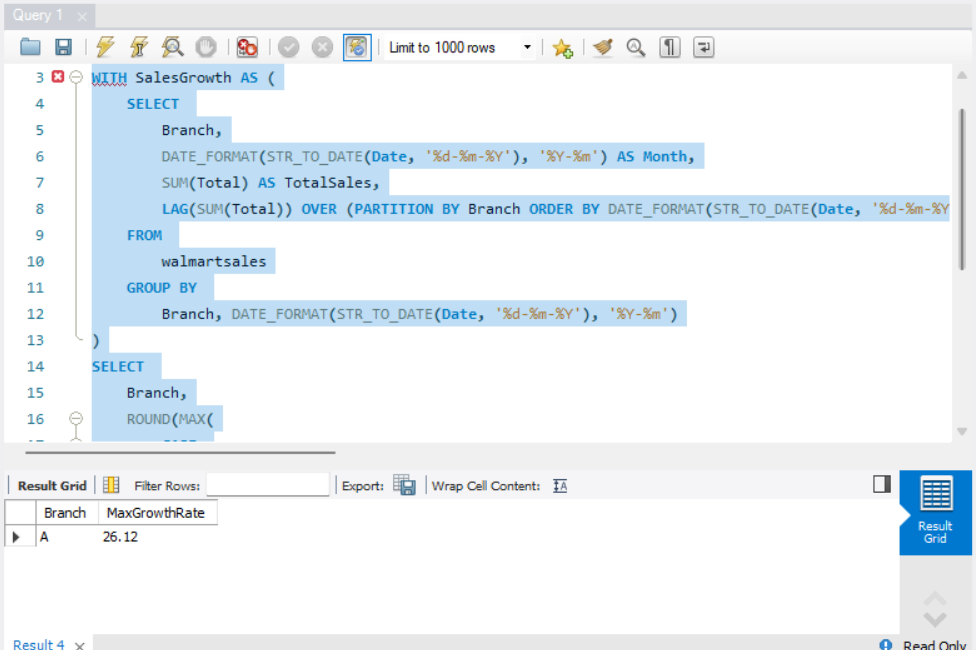 Query 1
Limit to 1000 rows
3 WITH SalesGrowth AS (
4 SELECT
5 Branch,
6 DATE_FORMAT(STR_TO_DATE(Date, '%d-%m-%Y'), '%Y-%m') AS Month,
7 SUM(Total) AS TotalSales,
8 LAG(SUM(Total)) OVER (PARTITION BY Branch ORDER BY DATE_FORMAT(STR_TO_DATE(Date, '%d-%m-%Y
9 FROM
10 walmartsales
11 GROUP BY
12 Branch, DATE_FORMAT(STR_TO_DATE(Date, '%d-%m-%Y'), '%Y-%m')
13 )
14 SELECT
15 Branch,
16 ROUND(MAX(
Result Grid Filter Rows: Export: Wrap Cell Content:
Branch MaxGrowthRate
A 26.12
Result
Grid
Result 4 Read Only